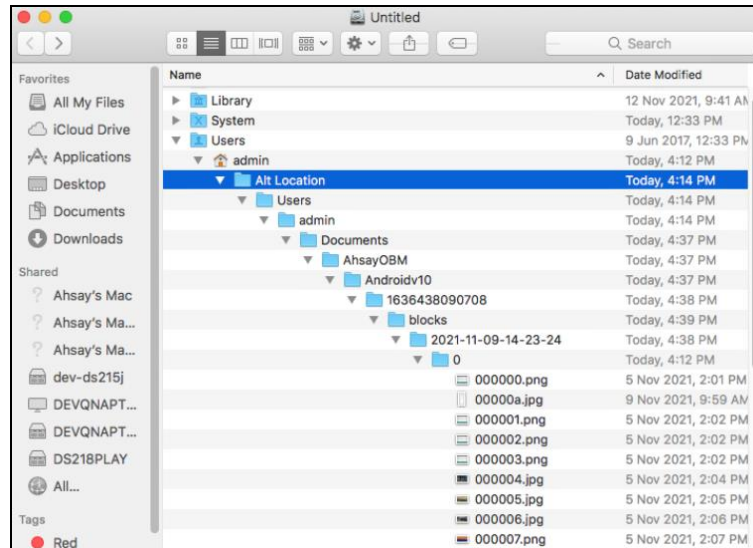 Untitled
Search
Favorites
All My Files
iCloud Drive
Applications
Desktop
Documents
Downloads
Shared
Ahsay's Mac
Ahsay's Ma...
Ahsay's Ma...
dev-ds215j
DEVQNAPT...
DEVQNAPT...
DS218PLAY
All...
Tags
Red
Name Date Modified
Library 12 Nov 2021, 9:41 AM
System Today, 12:33 PM
Users 9 Jun 2017, 12:33 PM
admin Today, 4:12 PM
Alt Location Today, 4:14 PM
Users Today, 4:14 PM
admin Today, 4:14 PM
Documents Today, 4:37 PM
AhsayOBM Today, 4:37 PM
Androidv10 Today, 4:37 PM
1636438090708 Today, 4:38 PM
blocks Today, 4:39 PM
2021-11-09-14-23-24 Today, 4:38 PM
0 Today, 4:12 PM
000000.png 5 Nov 2021, 2:01 PM
00000a.jpg 9 Nov 2021, 9:59 AM
000001.png 5 Nov 2021, 2:02 PM
000002.png 5 Nov 2021, 2:02 PM
000003.png 5 Nov 2021, 2:02 PM
000004.jpg 5 Nov 2021, 2:04 PM
000005.jpg 5 Nov 2021, 2:05 PM
000006.jpg 5 Nov 2021, 2:06 PM
000007.png 5 Nov 2021, 2:07 PM